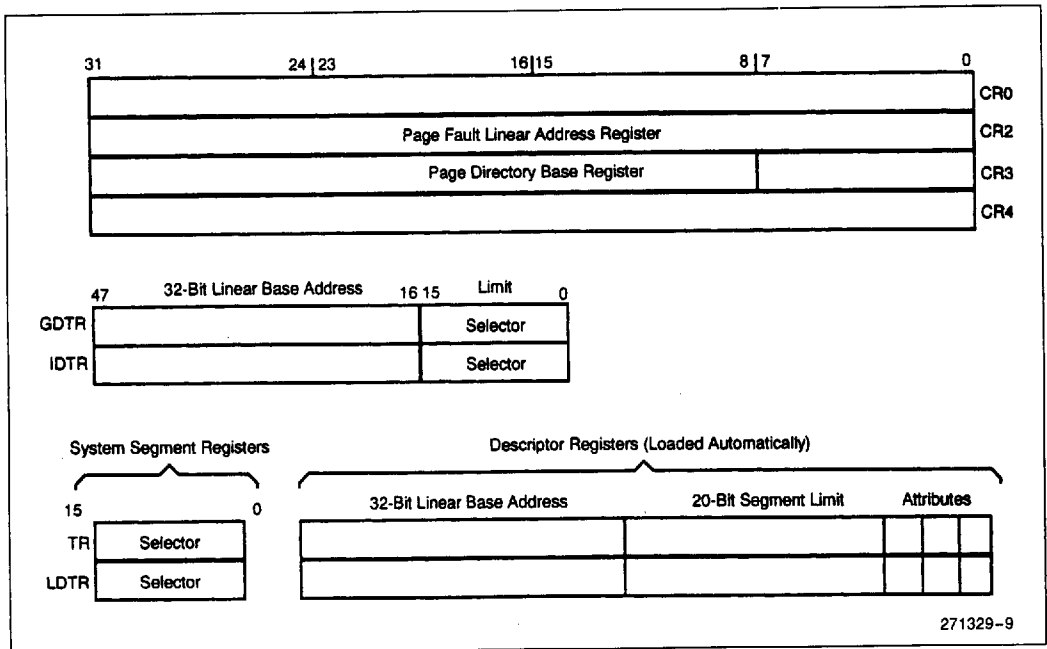 31 24 23 16 15 8 7 0
CR0
Page Fault Linear Address Register CR2
Page Directory Base Register CR3
CR4
47 32-Bit Linear Base Address 16 15 Limit 0
GDTR Selector
IDTR Selector
System Segment Registers Descriptor Registers (Loaded Automatically)
15 0 32-Bit Linear Base Address 20-Bit Segment Limit Attributes
TR Selector
LDTR Selector
271329-9